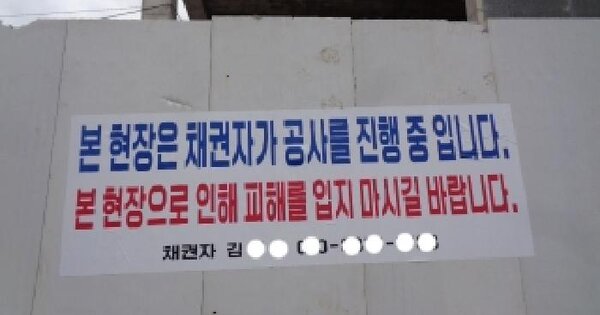 본 현장은 채권자가 공사를 진행 중 입니다.
본 현장으로 인해 피해를 입지 마시길 바랍니다.
채권자 김